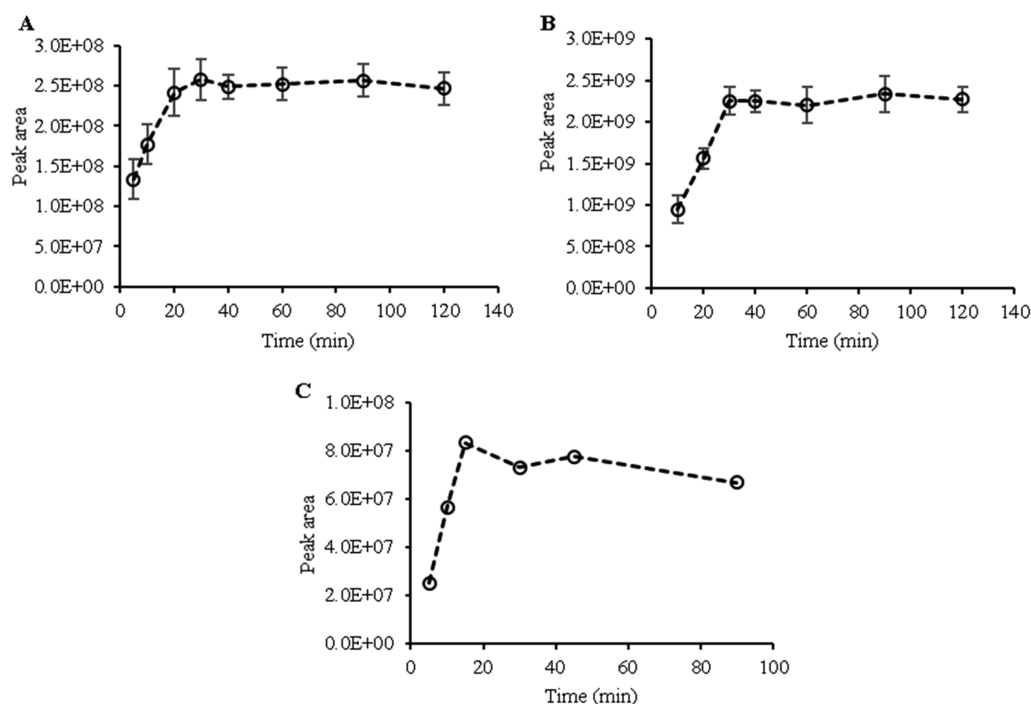 A
3.0E+08
2.5E+08
2.0E+08
1.5E+08
1.0E+08
5.0E+07
0.0E+00
Peak area
0 20 40 60 80 100 120 140
Time (min)
B
3.0E+09
2.5E+09
2.0E+09
1.5E+09
1.0E+09
5.0E+08
0.0E+00
Peak area
0 20 40 60 80 100 120 140
Time (min)
C
1.0E+08
8.0E+07
6.0E+07
4.0E+07
2.0E+07
0.0E+00
Peak area
0 20 40 60 80 100
Time (min)